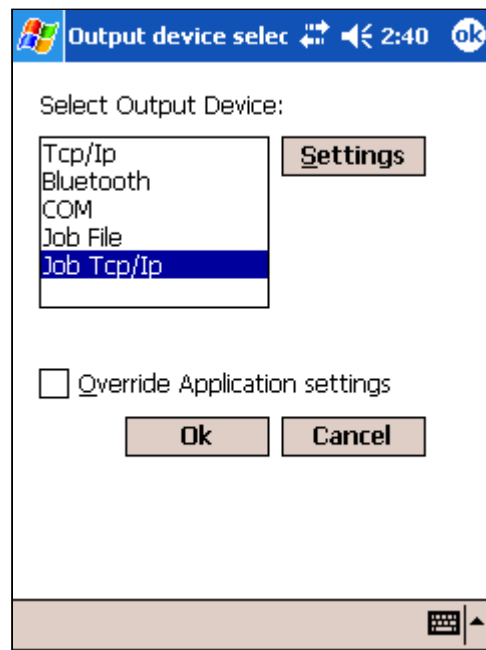 Output device selec 2:40 ok
Select Output Device:
Tcp/Ip
Settings
Bluetooth
COM
Job File
Job Tcp/Ip
Override Application settings
Ok
Cancel